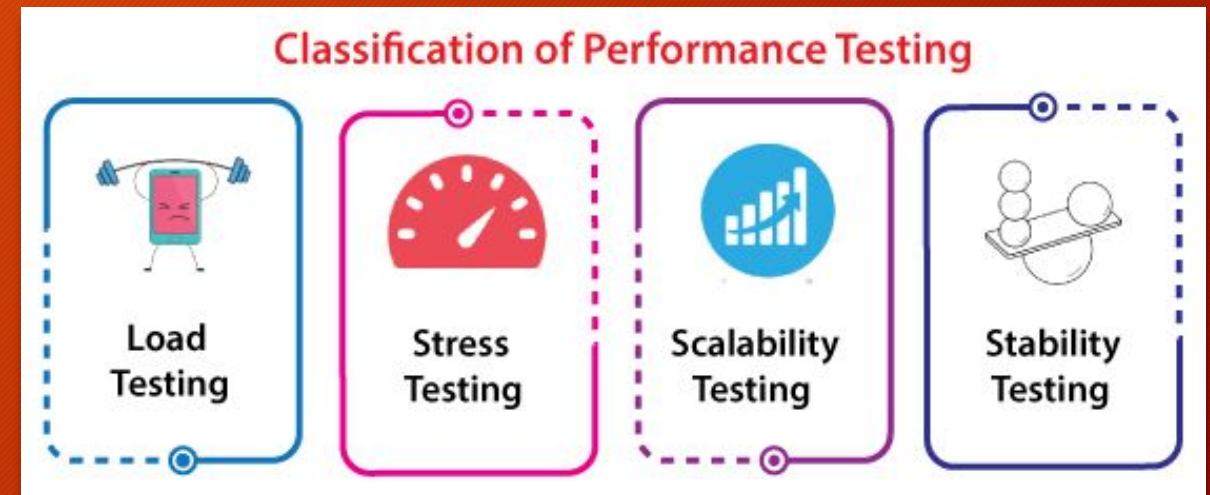 Classification of Performance Testing
Load
Testing
Stress
Testing
Scalability
Testing
Stability
Testing